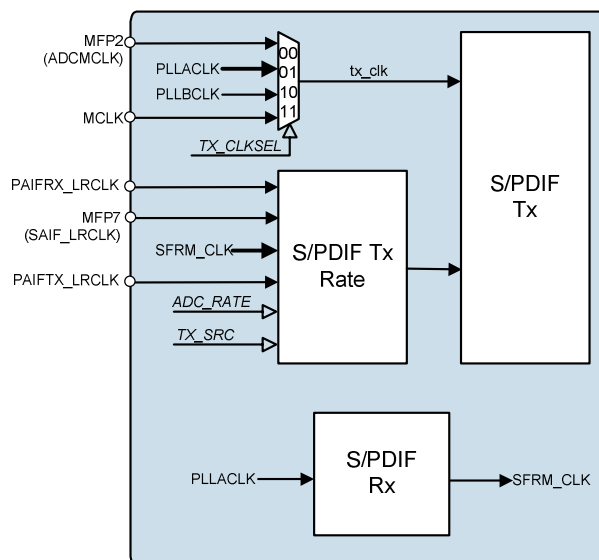 MFP2
(ADCMCLK)
PLLACLK
PLLBCLK
MCLK
00
01
10
11
tx_clk
TX_CLKSEL
S/PDIF
Tx
PAIFRX_LRCLK
MFP7
(SAIF_LRCLK)
SFRM_CLK
PAIFTX_LRCLK
ADC_RATE
TX_SRC
S/PDIF Tx
Rate
PLLACLK
S/PDIF
Rx
SFRM_CLK